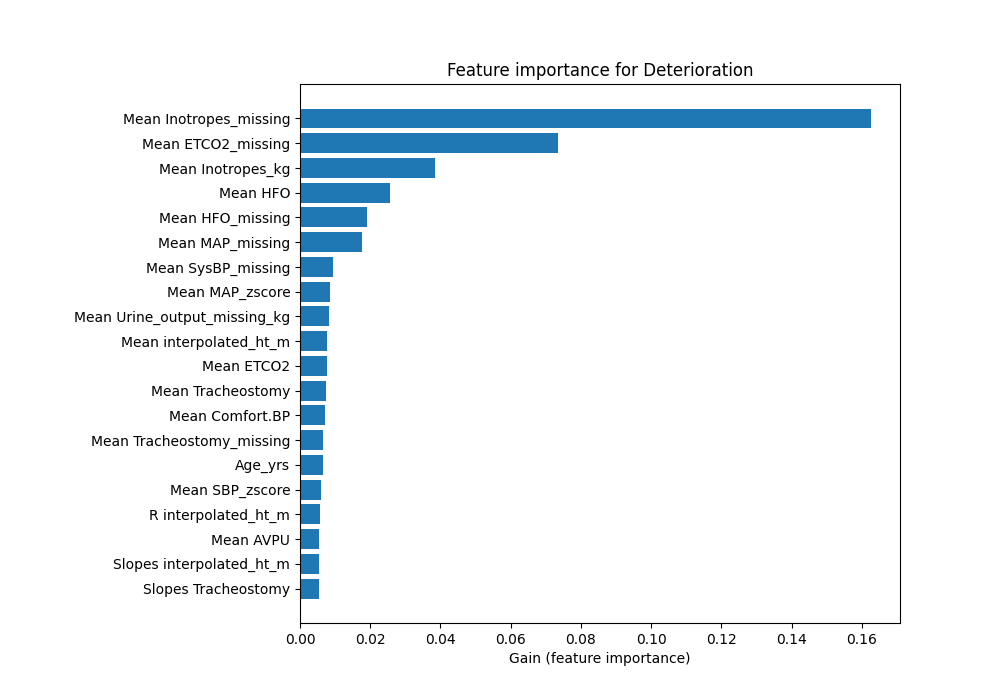 Feature importance for Deterioration
Mean Inotropes_missing
Mean ETCO2_missing
Mean Inotropes_kg
Mean HFO
Mean HFO_missing
Mean MAP_missing
Mean SysBP_missing
Mean MAP_zscore
Mean Urine_output_missing_kg
Mean interpolated_ht_m
Mean ETCO2
Mean Tracheostomy
Mean Comfort.BP
Mean Tracheostomy_missing
Age_yrs
Mean SBP_zscore
R interpolated_ht_m
Mean AVPU
Slopes interpolated_ht_m
Slopes Tracheostomy
0.00 0.02 0.04 0.06 0.08 0.10 0.12 0.14 0.16
Gain (feature importance)